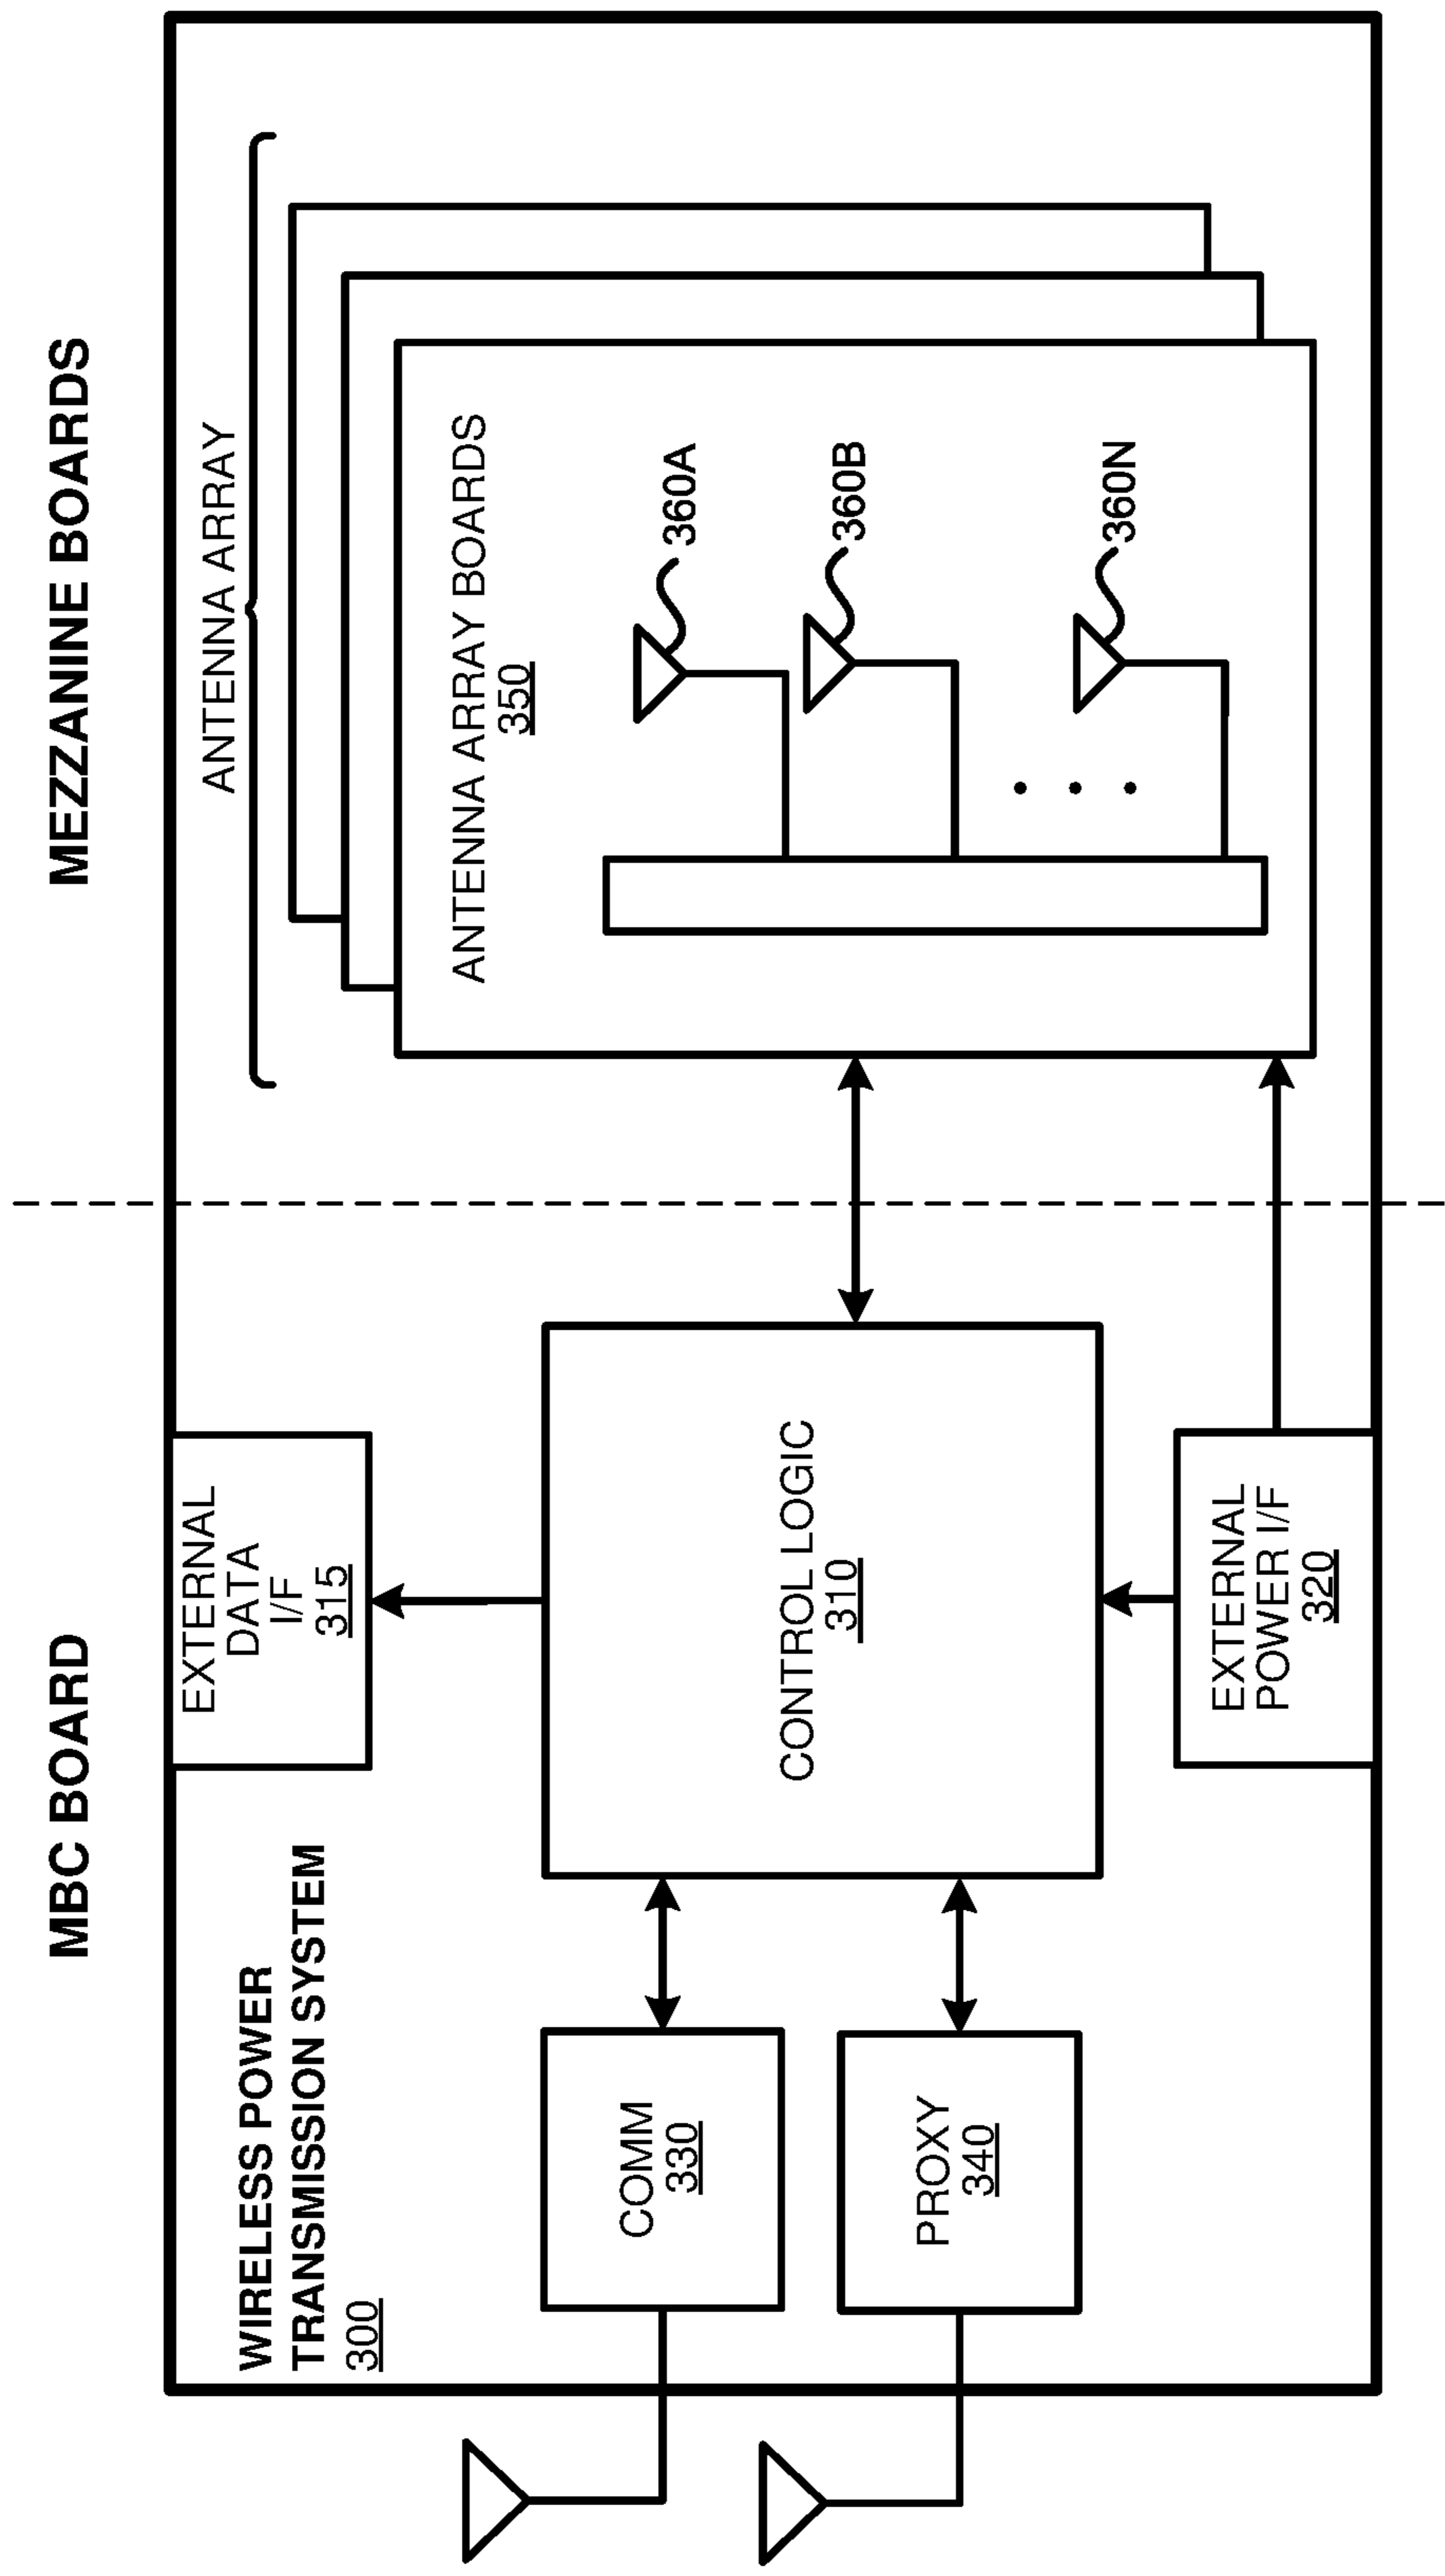 MBC BOARD
MEZZANINE BOARDS
WIRELESS POWER
TRANSMISSION SYSTEM
300
EXTERNAL
DATA
I/F
315
ANTENNA ARRAY
COMM
330
PROXY
340
CONTROL LOGIC
310
EXTERNAL
POWER I/F
320
ANTENNA ARRAY BOARDS
350
360A
360B
360N